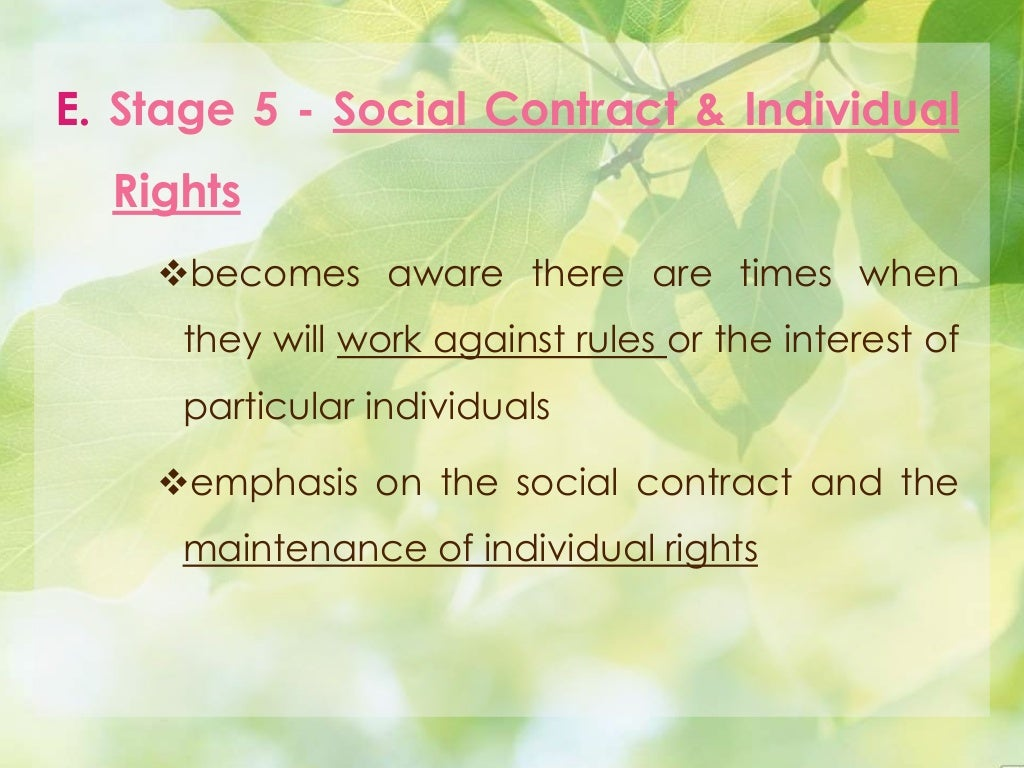 E. Stage 5 - Social Contract & Individual
Rights
❖becomes aware there are times when
they will work against rules or the interest of
particular individuals
❖emphasis on the social contract and the
maintenance of individual rights